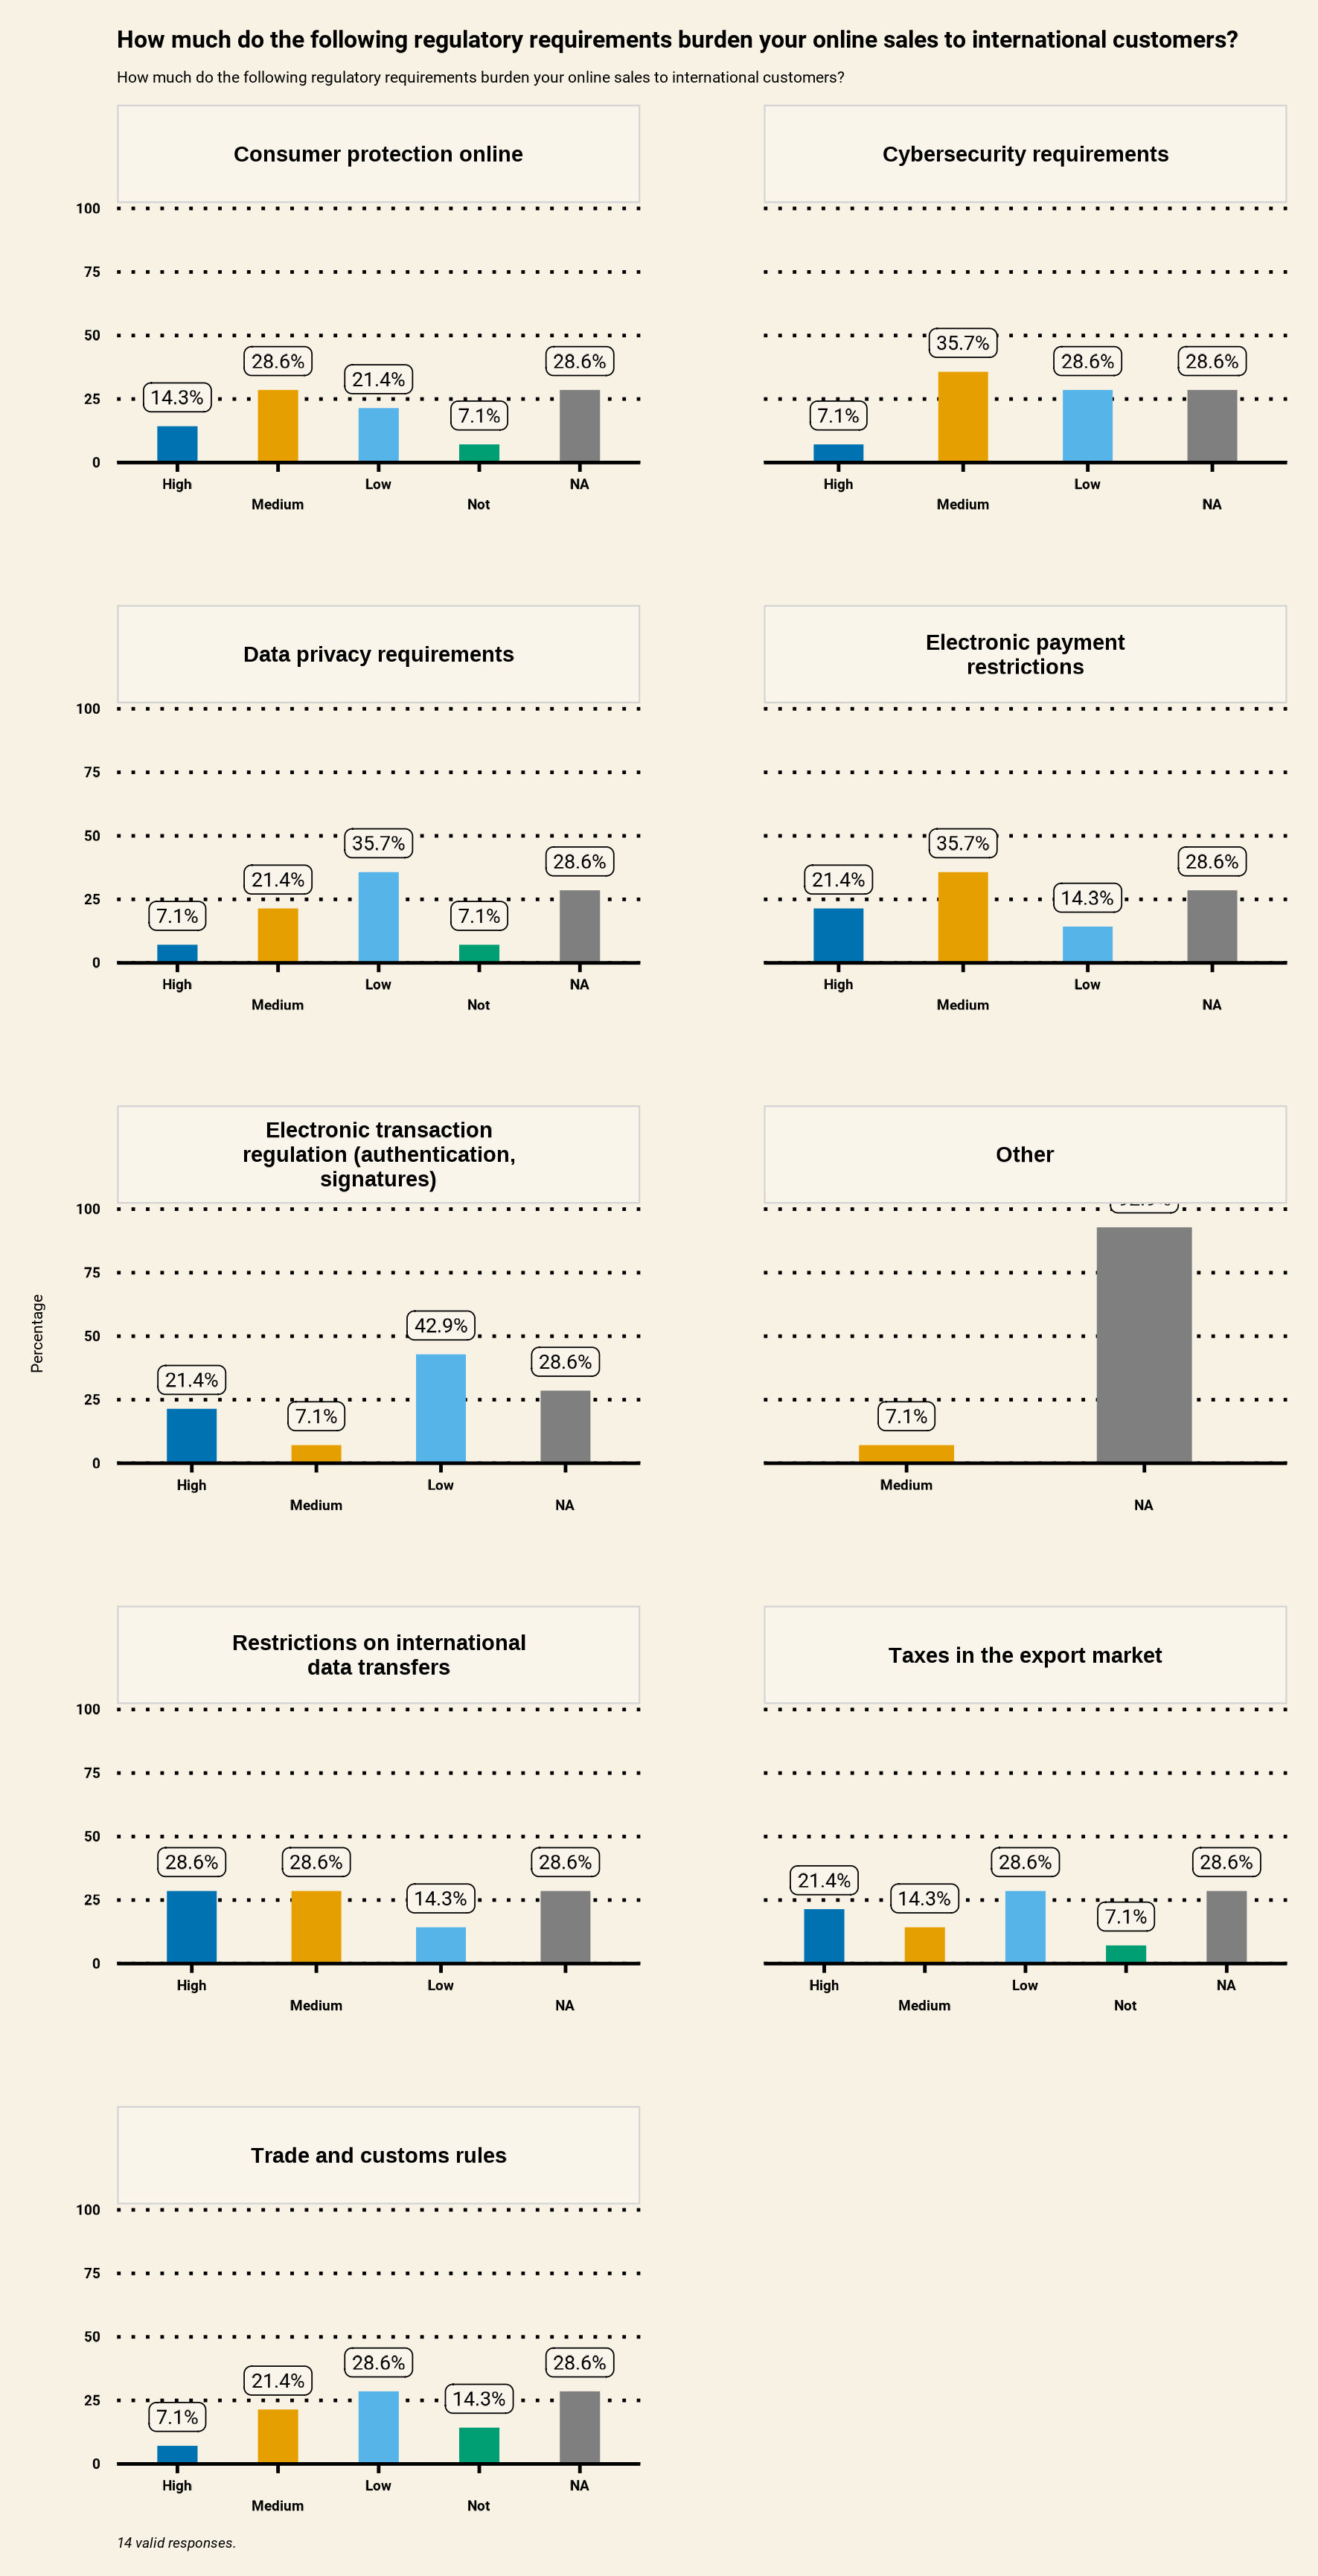 How much do the following regulatory requirements burden your online sales to international customers?
How much do the following regulatory requirements burden your online sales to international customers?
Consumer protection online
Cybersecurity requirements
100
75
50
25
0
14.3%
28.6%
21.4%
7.1%
28.6%
High
Medium
Low
Not
NA
7.1%
35.7%
28.6%
28.6%
High
Medium
Low
NA
Data privacy requirements
Electronic payment
restrictions
100
75
50
25
0
7.1%
21.4%
35.7%
7.1%
28.6%
High
Medium
Low
Not
NA
21.4%
35.7%
14.3%
28.6%
High
Medium
Low
NA
Electronic transaction
regulation (authentication,
signatures)
Other
Percentage
100
75
50
25
0
21.4%
7.1%
42.9%
28.6%
High
Medium
Low
NA
7.1%
Medium
NA
Restrictions on international
data transfers
Taxes in the export market
100
75
50
25
0
28.6%
28.6%
14.3%
28.6%
High
Medium
Low
NA
21.4%
14.3%
28.6%
7.1%
28.6%
High
Medium
Low
Not
NA
Trade and customs rules
100
75
50
25
0
7.1%
21.4%
28.6%
14.3%
28.6%
High
Medium
Low
Not
NA
14 valid responses.